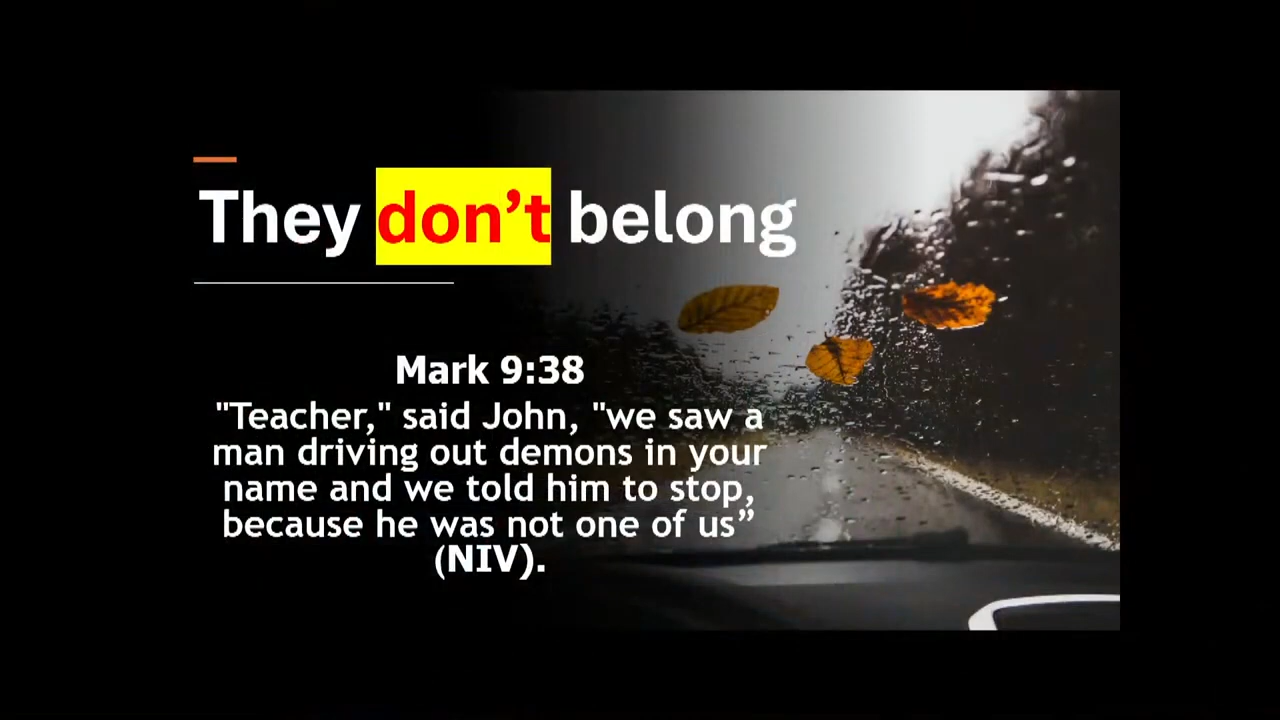 They don’t belong
Mark 9:38
"Teacher," said John, "we saw a
man driving out demons in your
name and we told him to stop,
because he was not one of us”
(NIV).